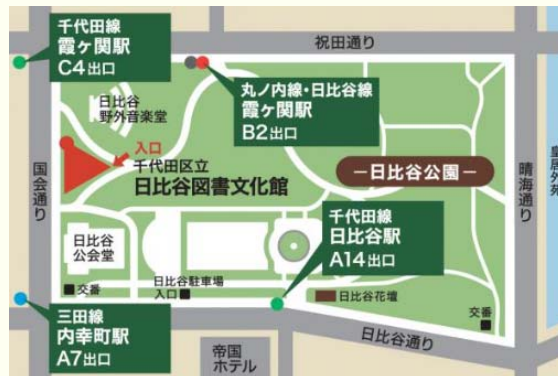 千代田線
霞ヶ関駅
C4出口
祝田通り
丸ノ内線・日比谷線
霞ヶ関駅
B2出口
日比谷
野外音楽堂
入口
千代田区立
日比谷図書文化館
国会通り
ー日比谷公園ー
晴海通り
皇居外苑
千代田線
日比谷駅
A14出口
日比谷
公会堂
交番
日比谷駐車場
入口
日比谷花壇
交番
三田線
内幸町駅
A7出口
帝国
ホテル
日比谷通り